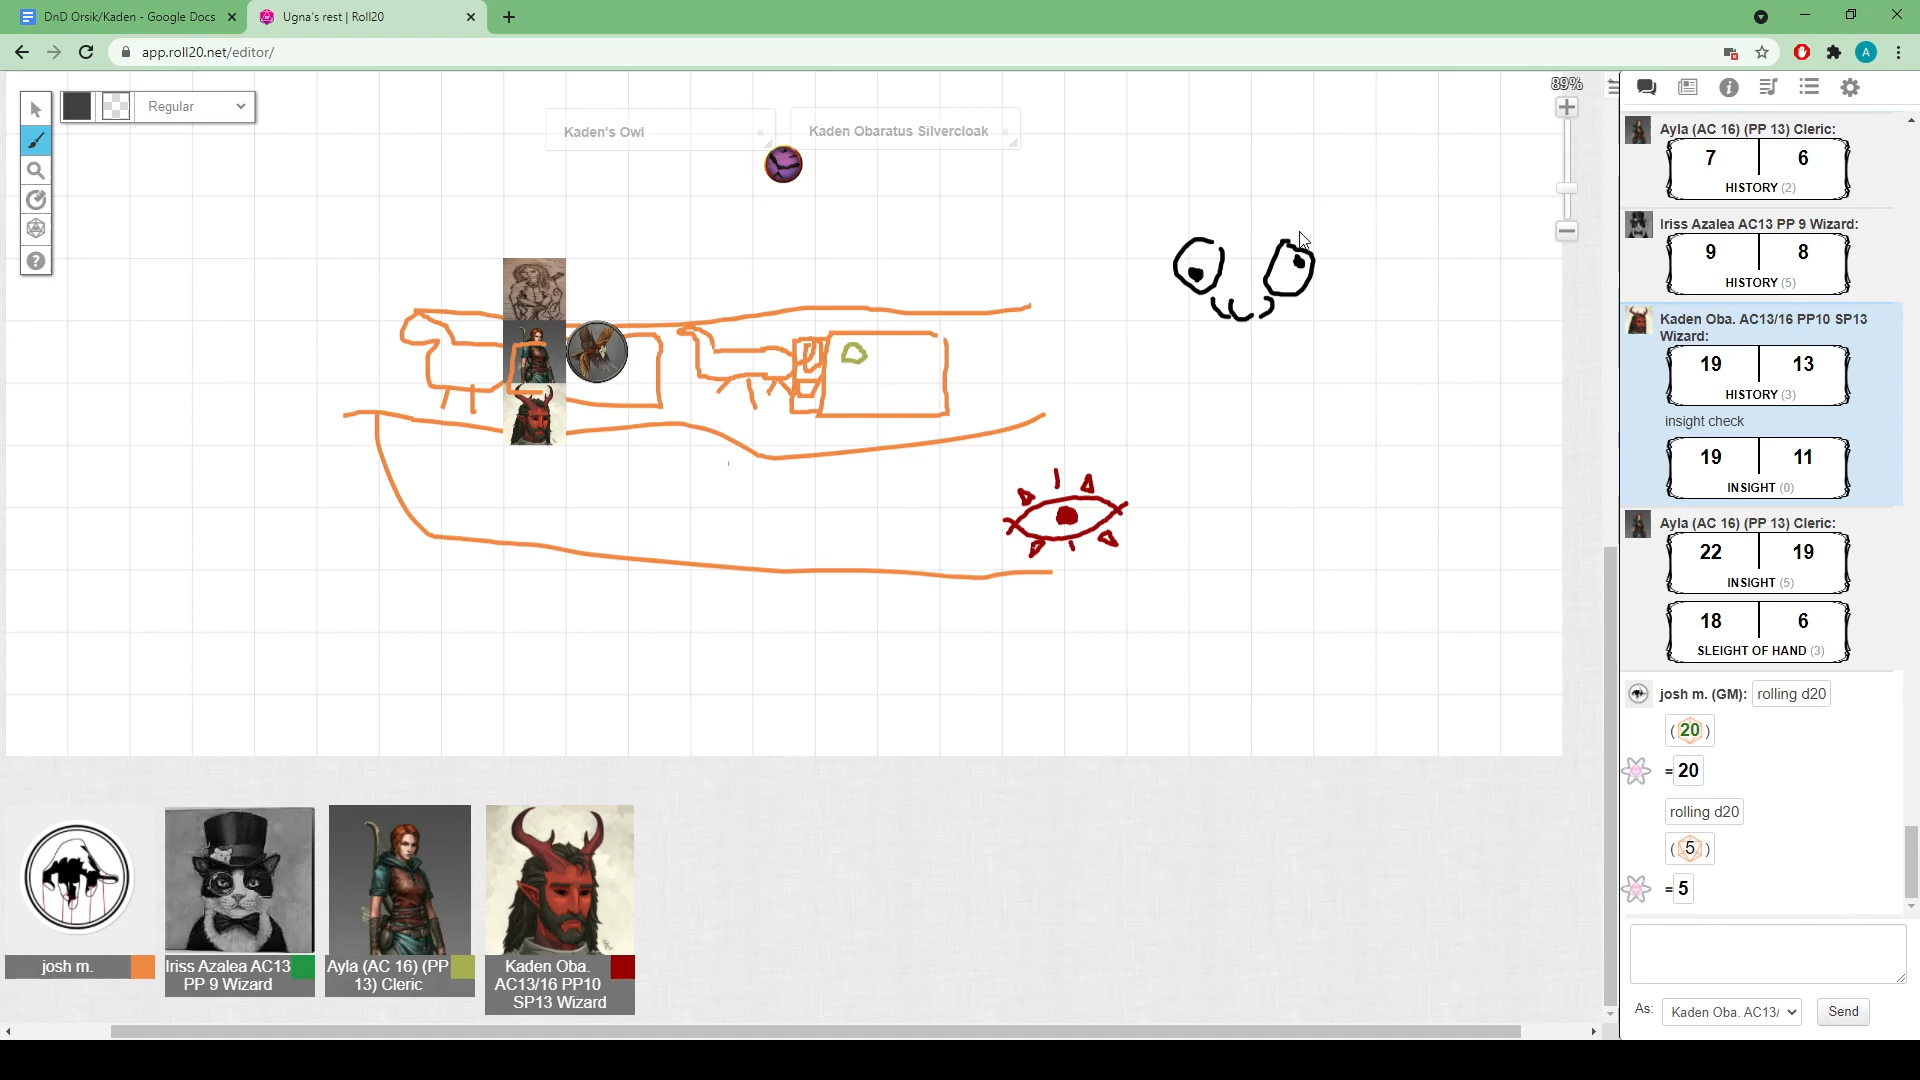 DnD Orsik/Kaden - Google Docs
Ugna's rest | Roll20
app.roll20.net/editor/
A
Regular
89%
Kaden's Owl
Kaden Obaratus Silvercloak
Ayla (AC 16) (PP 13) Cleric:
7 6
HISTORY (2)
Iriss Azalea AC13 PP 9 Wizard:
9 8
HISTORY (5)
Kaden Oba. AC13/16 PP10 SP13
Wizard:
19 13
HISTORY (3)
insight check
19 11
INSIGHT (0)
Ayla (AC 16) (PP 13) Cleric:
22 19
INSIGHT (5)
18 6
SLEIGHT OF HAND (3)
josh m. (GM): rolling d20
(20)
=20
rolling d20
(5)
=5
josh m.
Iriss Azalea AC13
PP 9 Wizard
Ayla (AC 16) (PP
13) Cleric
Kaden Oba.
AC13/16 PP10
SP13 Wizard
As: Kaden Oba. AC13/
Send